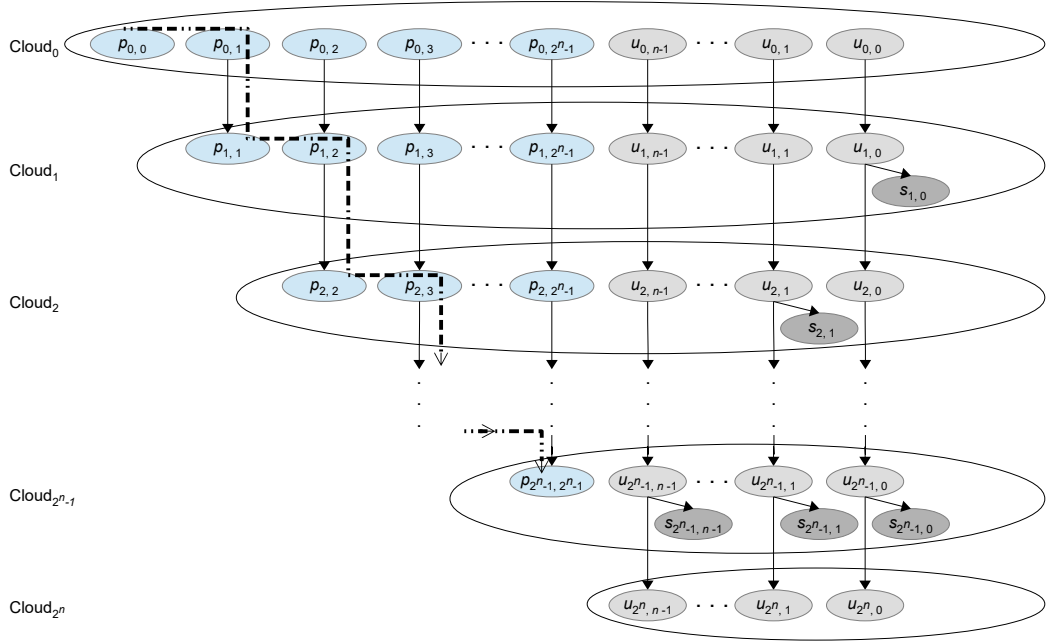 Cloud₀ p₀, ₀ p₀, ₁ p₀, ₂ p₀, ₃ · · · p₀, ₂ⁿ₋₁ u₀, ₙ₋₁ · · · u₀, ₁ u₀, ₀
Cloud₁ p₁, ₁ p₁, ₂ p₁, ₃ · · · p₁, ₂ⁿ₋₁ u₁, ₙ₋₁ · · · u₁, ₁ u₁, ₀
s₁, ₀
Cloud₂ p₂, ₂ p₂, ₃ · · · p₂, ₂ⁿ₋₁ u₂, ₙ₋₁ · · · u₂, ₁ u₂, ₀
s₂, ₁
Cloud₂ⁿ₋₁ p₂ⁿ₋₁, ₂ⁿ₋₁ u₂ⁿ₋₁, ₙ₋₁ · · · u₂ⁿ₋₁, ₁ u₂ⁿ₋₁, ₀
s₂ⁿ₋₁, ₙ₋₁ s₂ⁿ₋₁, ₁ s₂ⁿ₋₁, ₀
Cloud₂ⁿ u₂ⁿ, ₙ₋₁ · · · u₂ⁿ, ₁ u₂ⁿ, ₀